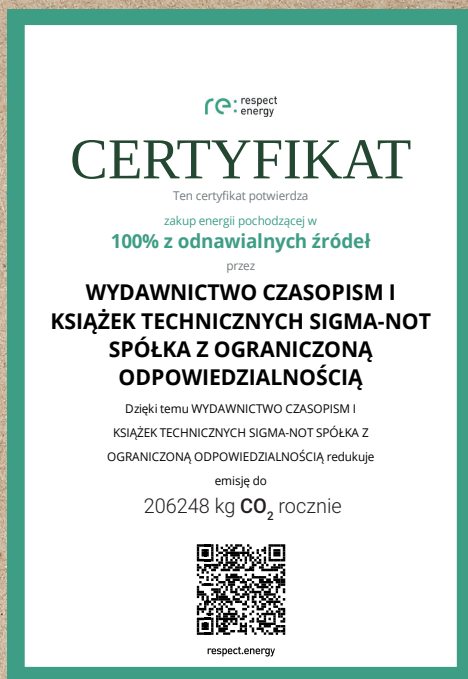 re: respect
energy
CERTYFIKAT
Ten certyfikat potwierdza
zakup energii pochodzącej w
100% z odnawialnych źródeł
przez
WYDAWNICTWO CZASOPISM I
KSIĄŻEK TECHNICZNYCH SIGMA-NOT
SPÓŁKA Z OGRANICZONĄ
ODPOWIEDZIALNOŚCIĄ
Dzięki temu WYDAWNICTWO CZASOPISM I
KSIĄŻEK TECHNICZNYCH SIGMA-NOT SPÓŁKA Z
OGRANICZONĄ ODPOWIEDZIALNOŚCIĄ redukuje
emisję do
206248 kg CO₂ rocznie
respect.energy